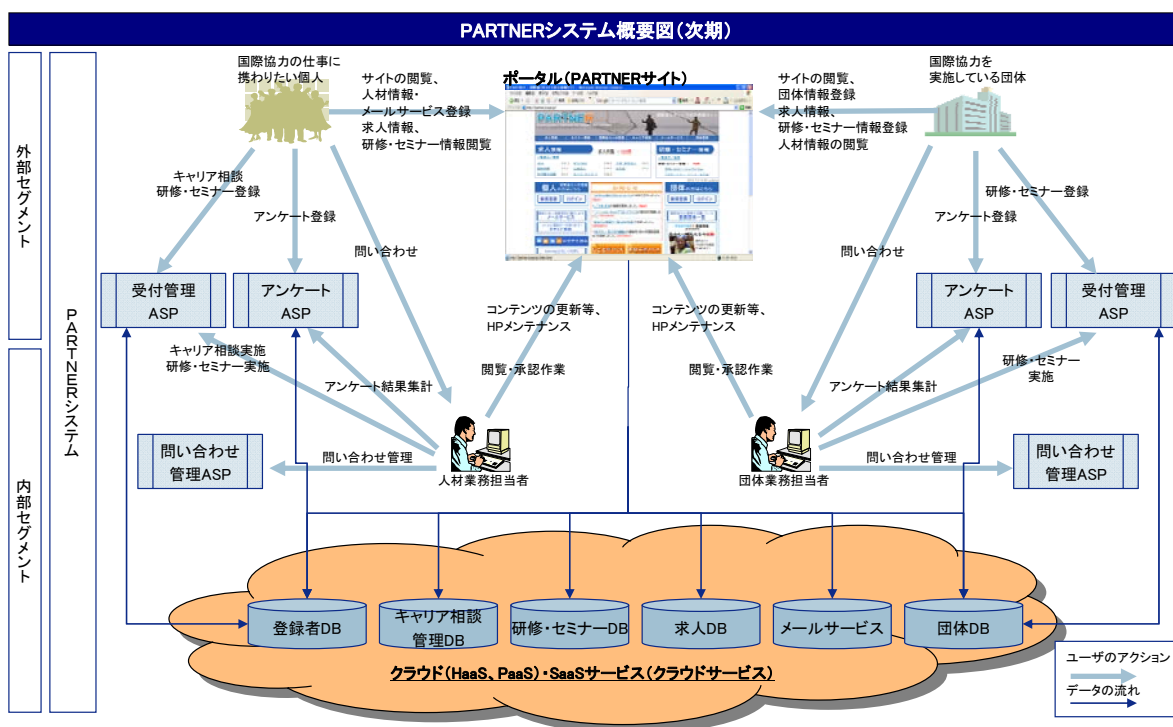 PARTNERシステム概要図(次期)
外部セグメント
内部セグメント
PARTNERシステム
国際協力の仕事に
携わりたい個人
サイトの閲覧、
人材情報・
メールサービス登録
求人情報、
研修・セミナー情報閲覧
ポータル(PARTNERサイト)
PARTNER
求人情報
研修・セミナー情報
個人
団体
サイトの閲覧、
団体情報登録
求人情報、
研修・セミナー情報登録
人材情報の閲覧
国際協力を
実施している団体
キャリア相談
研修・セミナー登録
アンケート登録
問い合わせ
問い合わせ
アンケート登録
研修・セミナー登録
受付管理
ASP
アンケート
ASP
コンテンツの更新等、
HPメンテナンス
コンテンツの更新等、
HPメンテナンス
アンケート
ASP
受付管理
ASP
キャリア相談実施
研修・セミナー実施
アンケート結果集計
閲覧・承認作業
閲覧・承認作業
アンケート結果集計
研修・セミナー
実施
問い合わせ
管理ASP
問い合わせ管理
人材業務担当者
団体業務担当者
問い合わせ管理
問い合わせ
管理ASP
登録者DB
キャリア相談
管理DB
研修・セミナーDB
求人DB
メールサービス
団体DB
クラウド(HaaS、PaaS)・SaaSサービス(クラウドサービス)
ユーザのアクション
データの流れ